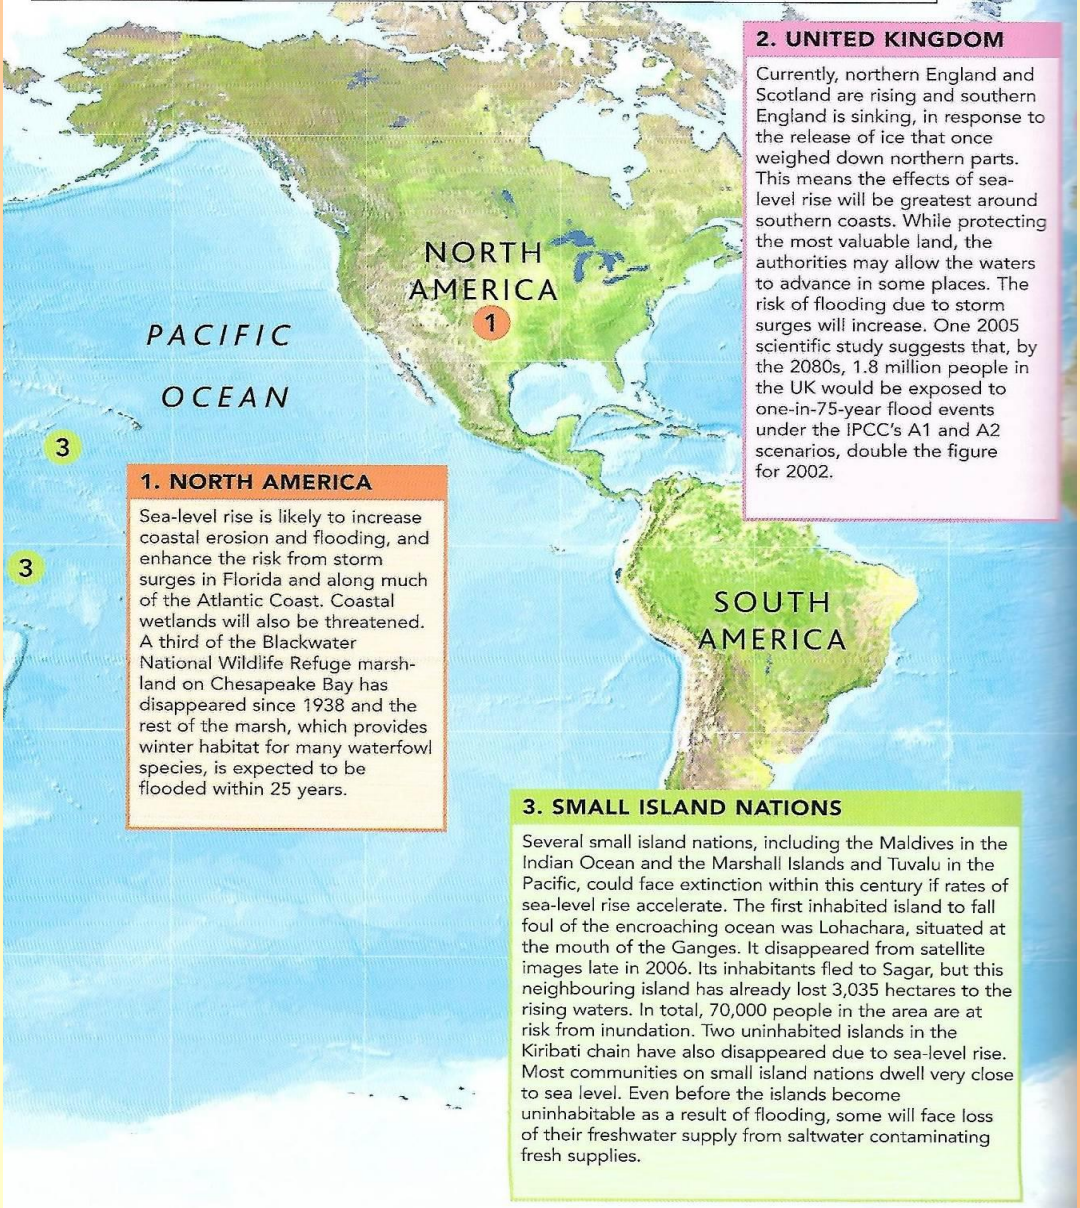 2. UNITED KINGDOM
Currently, northern England and
Scotland are rising and southern
England is sinking, in response to
the release of ice that once
weighed down northern parts.
This means the effects of sea-
level rise will be greatest around
southern coasts. While protecting
the most valuable land, the
authorities may allow the waters
to advance in some places. The
risk of flooding due to storm
surges will increase. One 2005
scientific study suggests that, by
the 2080s, 1.8 million people in
the UK would be exposed to
one-in-75-year flood events
under the IPCC's A1 and A2
scenarios, double the figure
for 2002.
NORTH
AMERICA
1
PACIFIC
OCEAN
3
1. NORTH AMERICA
Sea-level rise is likely to increase
coastal erosion and flooding, and
enhance the risk from storm
surges in Florida and along much
of the Atlantic Coast. Coastal
wetlands will also be threatened.
A third of the Blackwater
National Wildlife Refuge marsh-
land on Chesapeake Bay has
disappeared since 1938 and the
rest of the marsh, which provides
winter habitat for many waterfowl
species, is expected to be
flooded within 25 years.
3
SOUTH
AMERICA
3. SMALL ISLAND NATIONS
Several small island nations, including the Maldives in the
Indian Ocean and the Marshall Islands and Tuvalu in the
Pacific, could face extinction within this century if rates of
sea-level rise accelerate. The first inhabited island to fall
foul of the encroaching ocean was Lohachara, situated at
the mouth of the Ganges. It disappeared from satellite
images late in 2006. Its inhabitants fled to Sagar, but this
neighbouring island has already lost 3,035 hectares to the
rising waters. In total, 70,000 people in the area are at
risk from inundation. Two uninhabited islands in the
Kiribati chain have also disappeared due to sea-level rise.
Most communities on small island nations dwell very close
to sea level. Even before the islands become
uninhabitable as a result of flooding, some will face loss
of their freshwater supply from saltwater contaminating
fresh supplies.